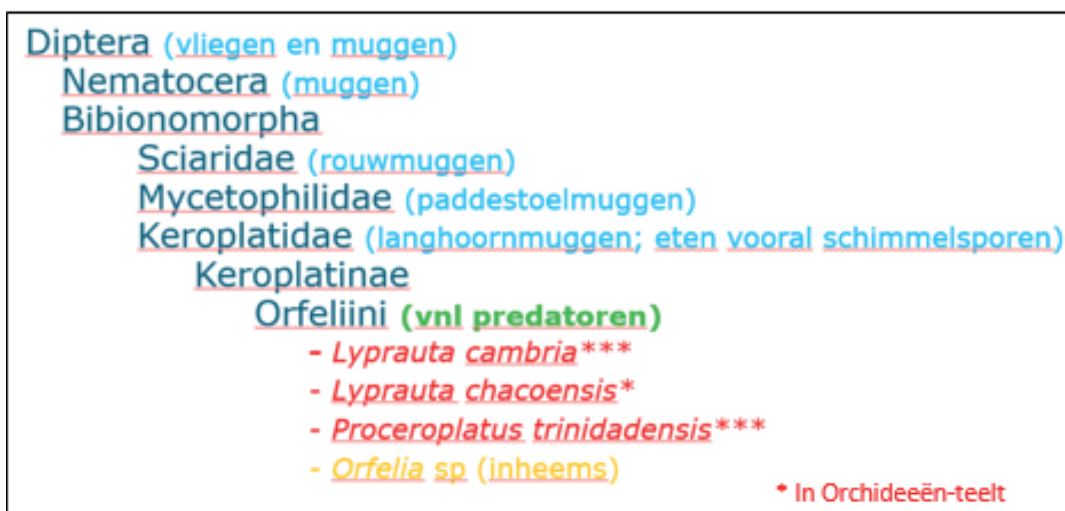 Diptera (vliegen en muggen)
Nematocera (muggen)
Bibionomorpha
Sciaridae (rouwmuggen)
Mycetophilidae (paddestoelmuggen)
Keroplatidae (langhoornmuggen; eten vooral schimmelsporen)
Keroplatinae
Orfeliini (vnl predatoren)
- Lyprauta cambria***
- Lyprauta chacoensis*
- Proceroplatus trinidadensis***
- Orfelia sp (inheems)
* In Orchideeën-teelt